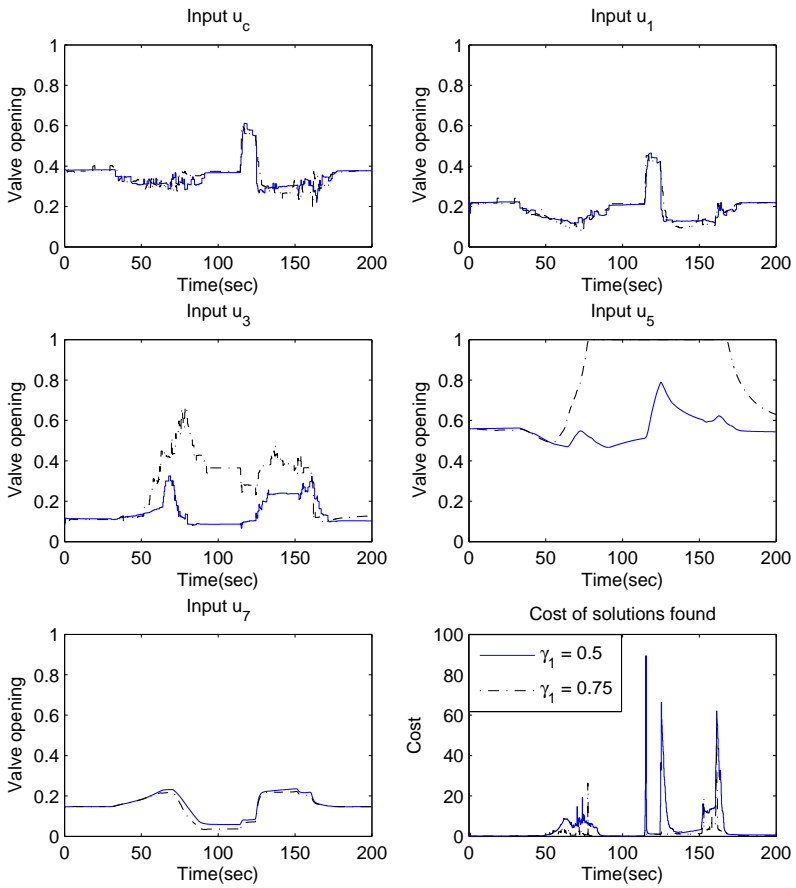 Input u_c
Valve opening
1
0.8
0.6
0.4
0.2
0
0 50 100 150 200
Time(sec)
Input u_1
Valve opening
1
0.8
0.6
0.4
0.2
0
0 50 100 150 200
Time(sec)
Input u_3
Valve opening
1
0.8
0.6
0.4
0.2
0
0 50 100 150 200
Time(sec)
Input u_5
Valve opening
1
0.8
0.6
0.4
0.2
0
0 50 100 150 200
Time(sec)
Input u_7
Valve opening
1
0.8
0.6
0.4
0.2
0
0 50 100 150 200
Time(sec)
Cost of solutions found
Cost
100
80
60
40
20
0
γ_1 = 0.5
γ_1 = 0.75
0 50 100 150 200
Time(sec)